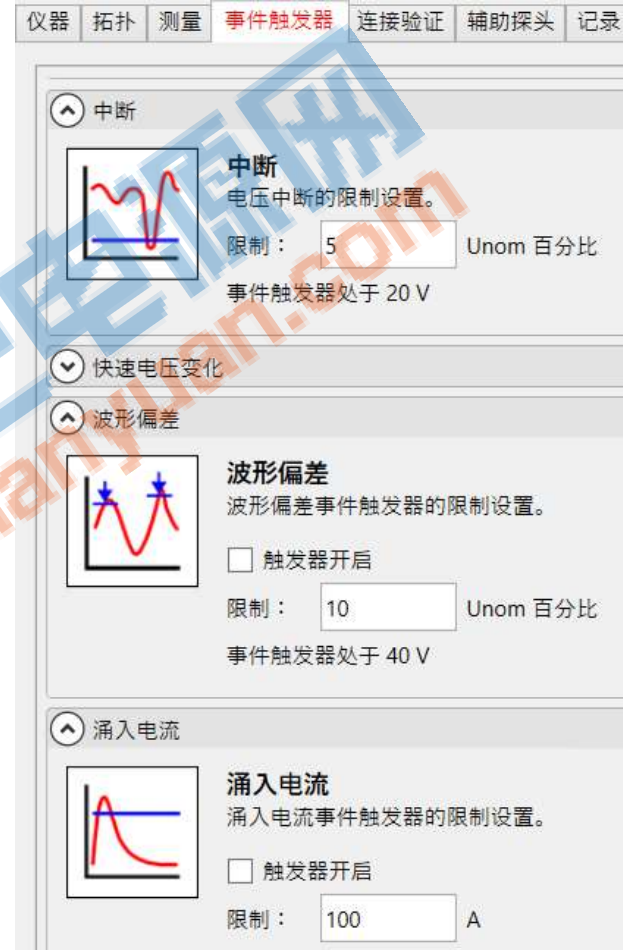 仪器 拓扑 测量 事件触发器 连接验证 辅助探头 记录
中断
中断
电压中断的限制设置。
限制： 5 Unom 百分比
事件触发器处于 20 V
快速电压变化
波形偏差
波形偏差
波形偏差事件触发器的限制设置。
触发器开启
限制： 10 Unom 百分比
事件触发器处于 40 V
涌入电流
涌入电流
涌入电流事件触发器的限制设置。
触发器开启
限制： 100 A
电源网
anyuan.com